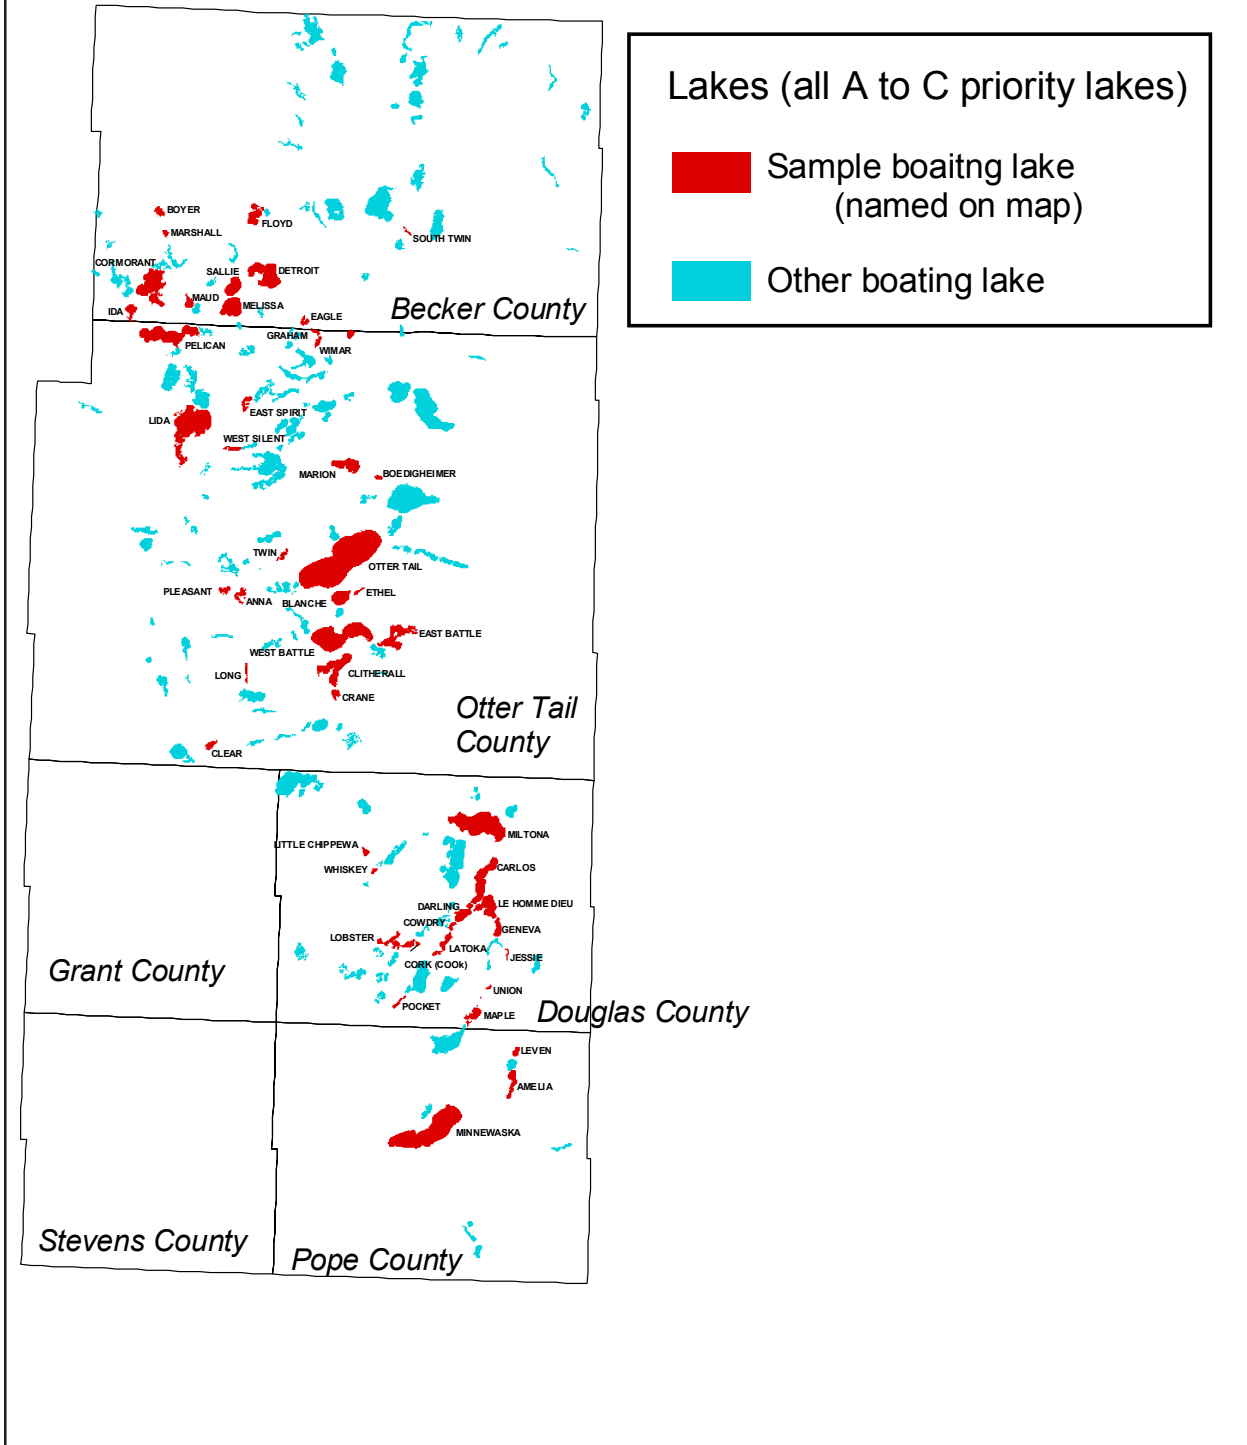 Lakes (all A to C priority lakes)
Sample boaitng lake
(named on map)
Other boating lake
BOYER
FLOYD
MARSHALL
SOUTH TWIN
CORMORANT
SALLIE
DETROIT
MAUD
MELISSA
IDA
EAGLE
Becker County
GRAHAM
PELICAN
WIMAR
EAST SPIRIT
LIDA
WEST SILENT
MARION
BOEDIGHEIMER
TWIN
OTTER TAIL
PLEASANT
ANNA
BLANCHE
ETHEL
EAST BATTLE
WEST BATTLE
LONG
CLITHERALL
CRANE
Otter Tail
County
CLEAR
MILTONA
LITTLE CHIPPEWA
WHISKEY
CARLOS
DARLING
LE HOMME DIEU
COWDRY
GENEVA
LOBSTER
LATOKA
JESSIE
CORK (COOk)
Grant County
UNION
POCKET
MAPLE
Douglas County
LEVEN
AMELIA
MINNEWASKA
Stevens County
Pope County